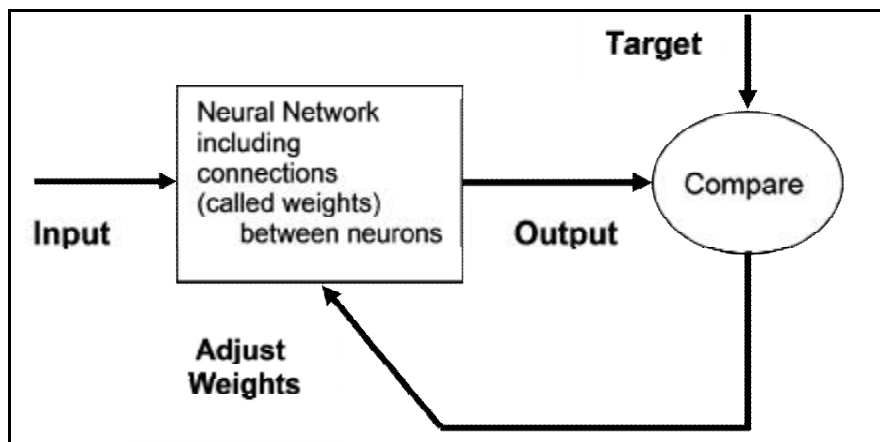 Target
Neural Network
including
connections
(called weights)
between neurons
Compare
Input
Output
Adjust
Weights